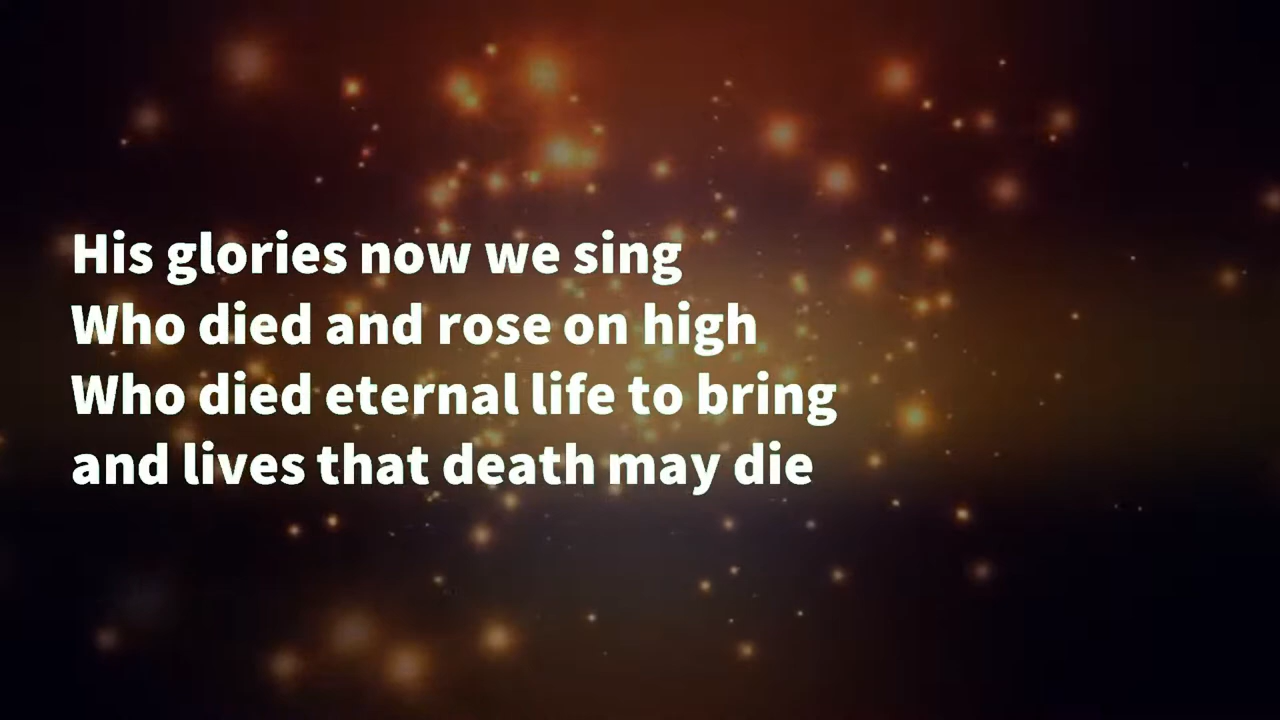 His glories now we sing
Who died and rose on high
Who died eternal life to bring
and lives that death may die